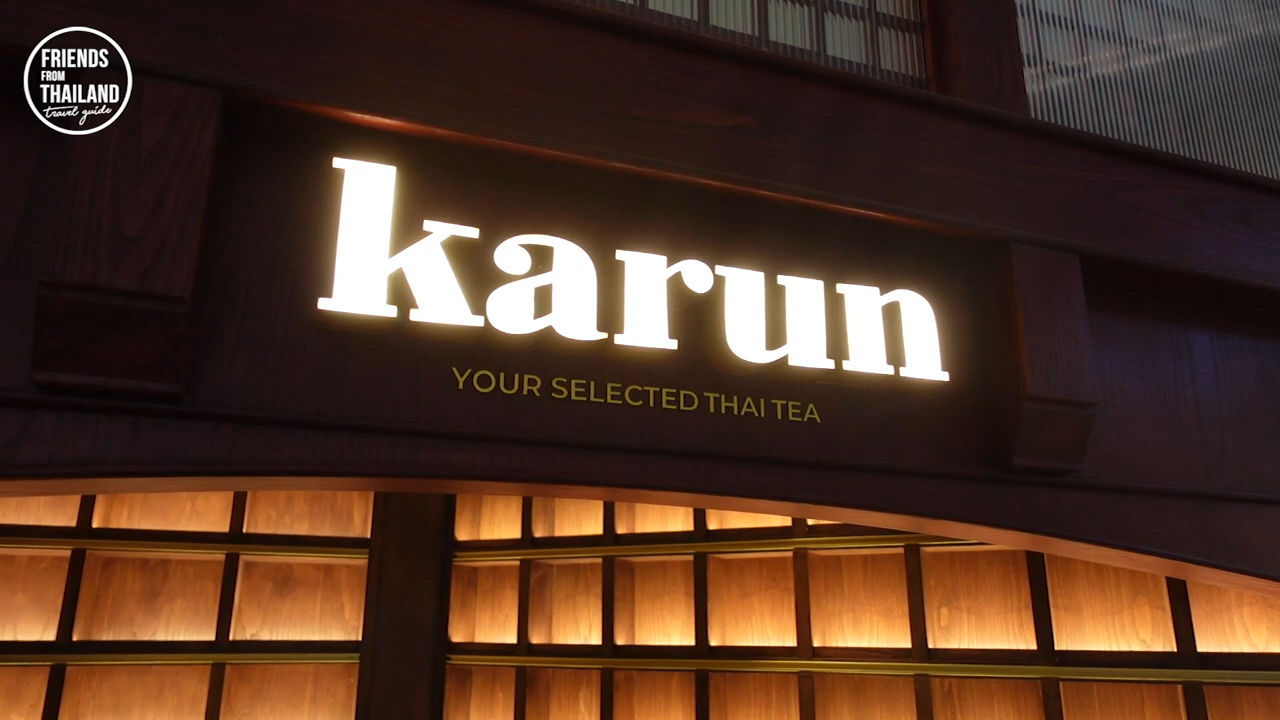 FRIENDS
FROM
THAILAND
travel guide
karun
YOUR SELECTED THAI TEA